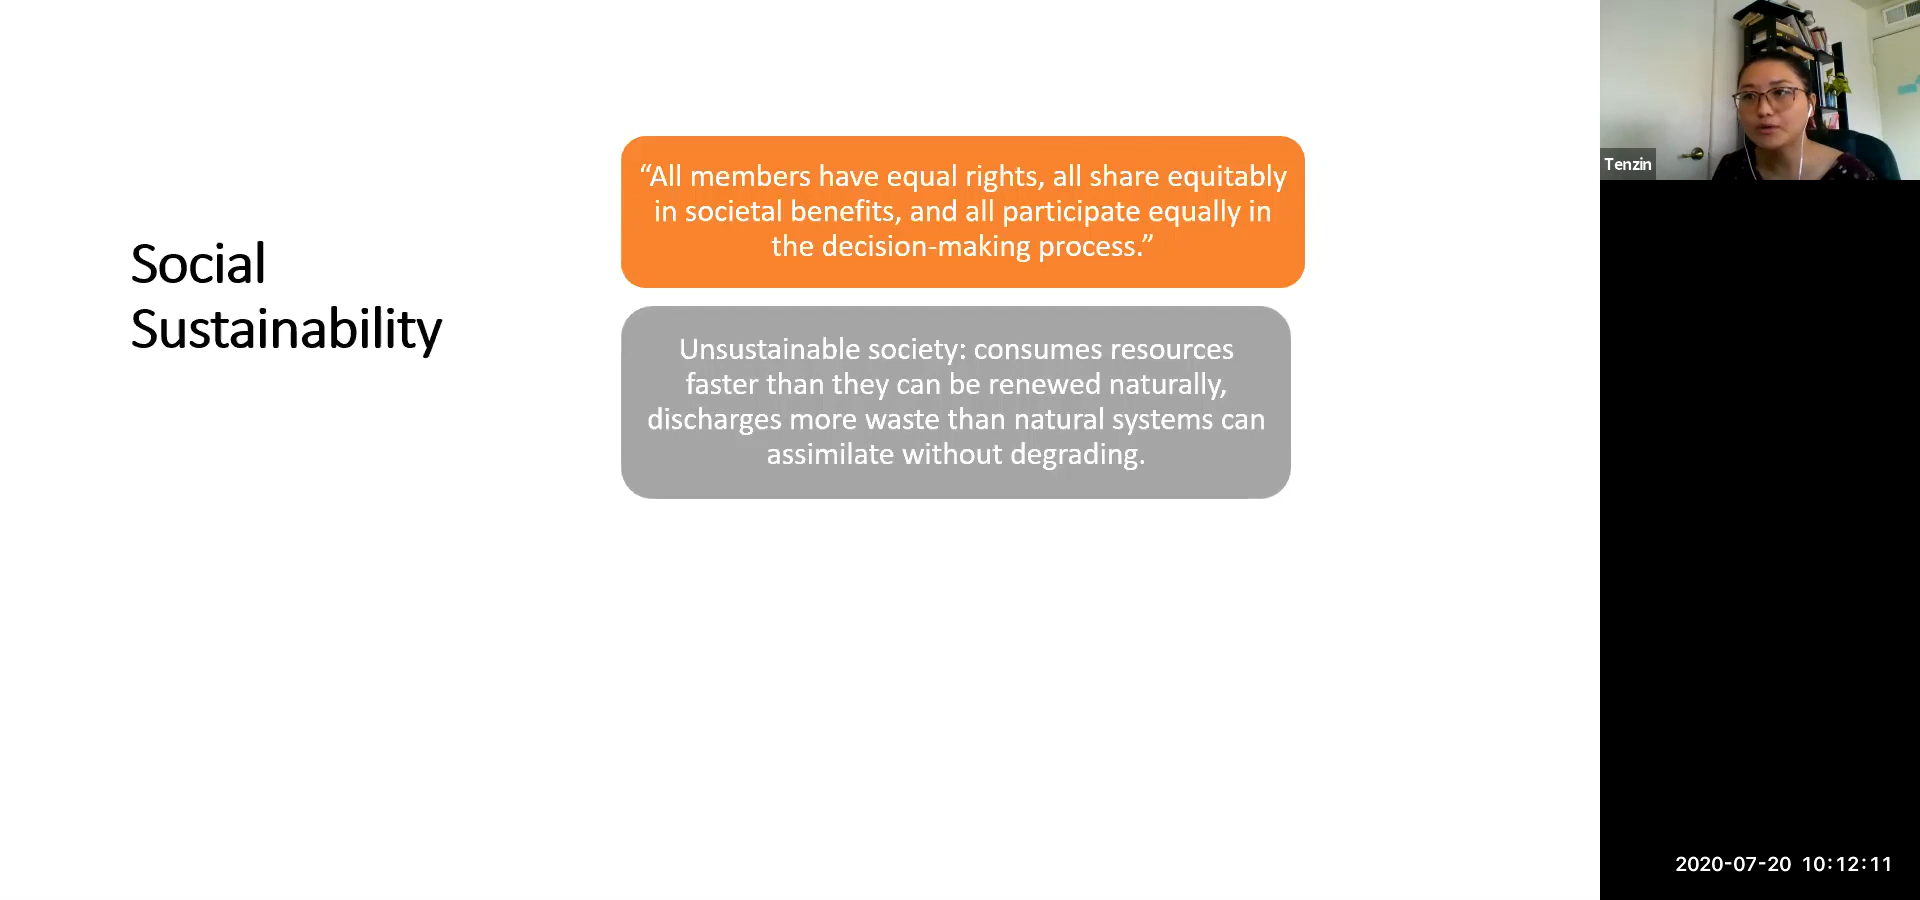 Social
Sustainability
“All members have equal rights, all share equitably
in societal benefits, and all participate equally in
the decision-making process.”
Unsustainable society: consumes resources
faster than they can be renewed naturally,
discharges more waste than natural systems can
assimilate without degrading.
Tenzin
2020-07-20 10:12:11